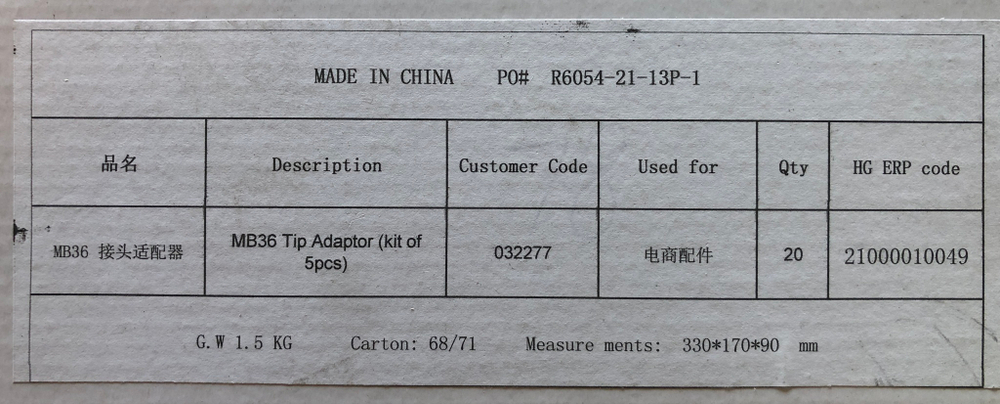 MADE IN CHINA PO# R6054-21-13P-1
品名 Description Customer Code Used for Qty HG ERP code
MB36 接头适配器 MB36 Tip Adaptor (kit of 5pcs) 032277 电商配件 20 21000010049
G.W 1.5 KG Carton: 68/71 Measure ments: 330*170*90 mm